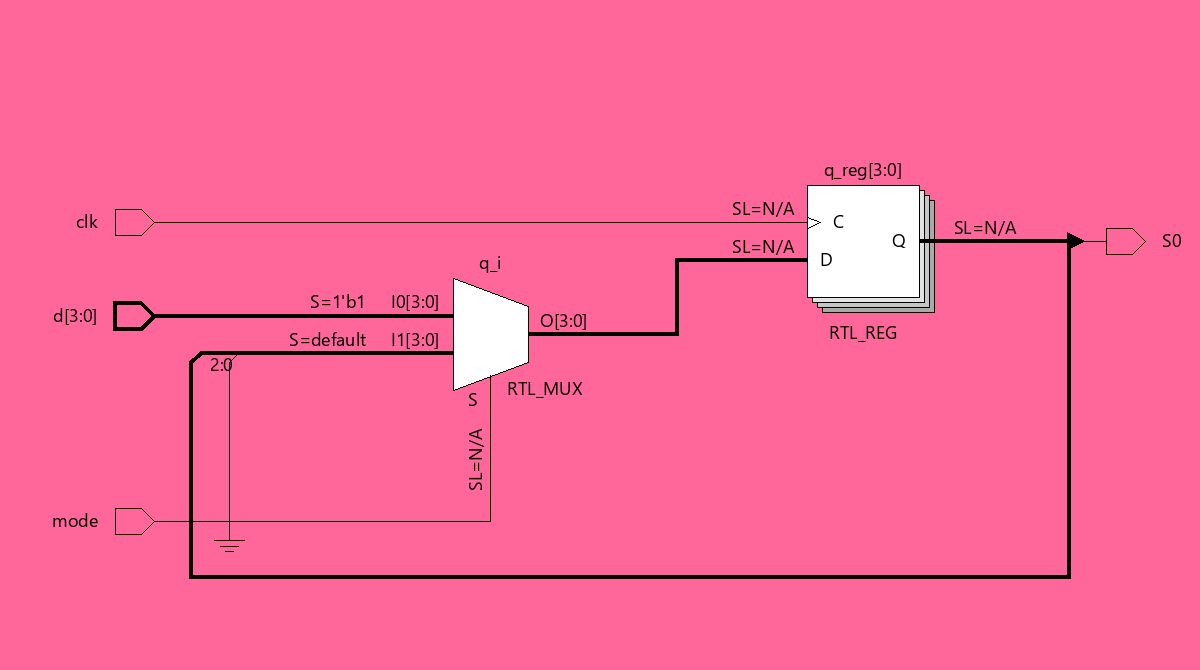 q_reg[3:0]
clk
SL=N/A
C
SL=N/A
Q
S0
SL=N/A
D
q_i
d[3:0]
S=1'b1
I0[3:0]
O[3:0]
RTL_REG
S=default
I1[3:0]
2:0
RTL_MUX
S
SL=N/A
mode